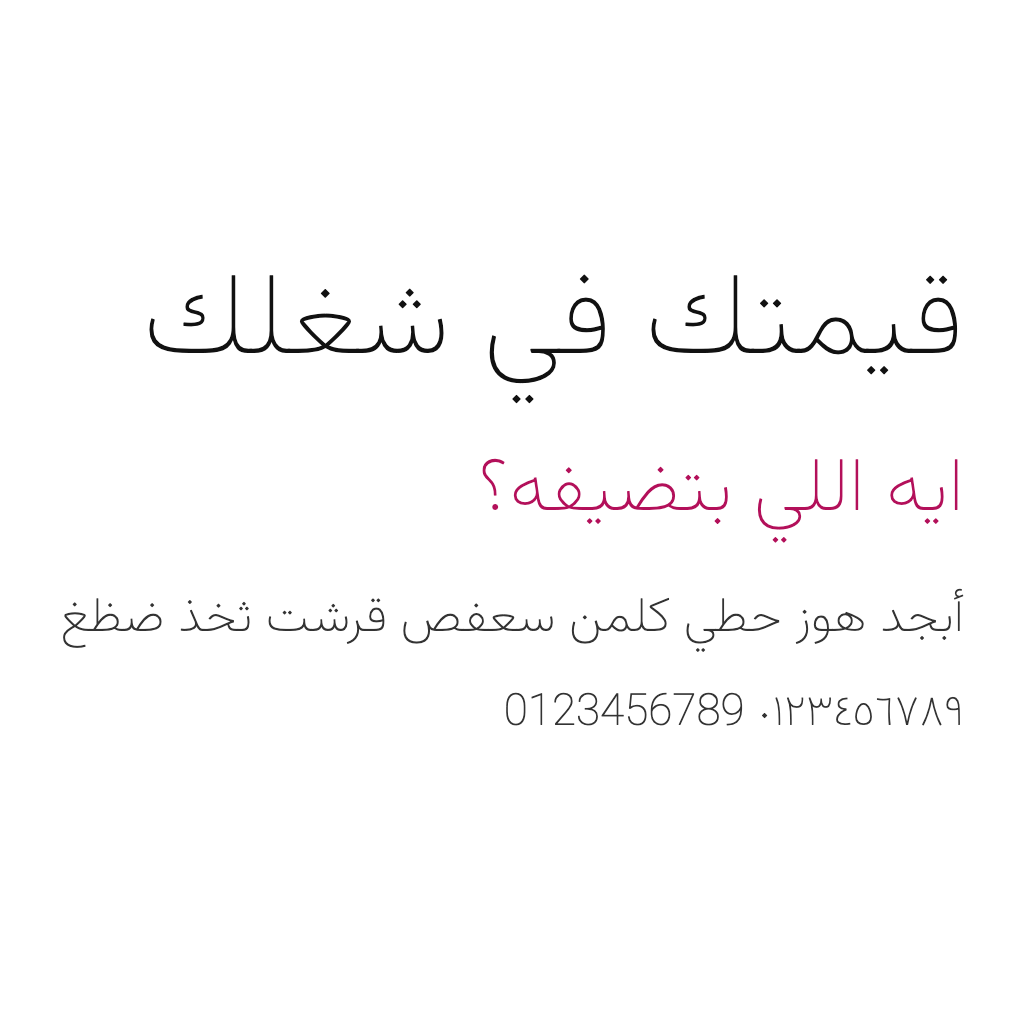 قيمتك في شغلك
ايه اللي بتضيفه؟
أبجد هوز حطي كلمن سعفص قرشت ثخذ ضظغ
٠١٢٣٤٥٦٧٨٩ 0123456789